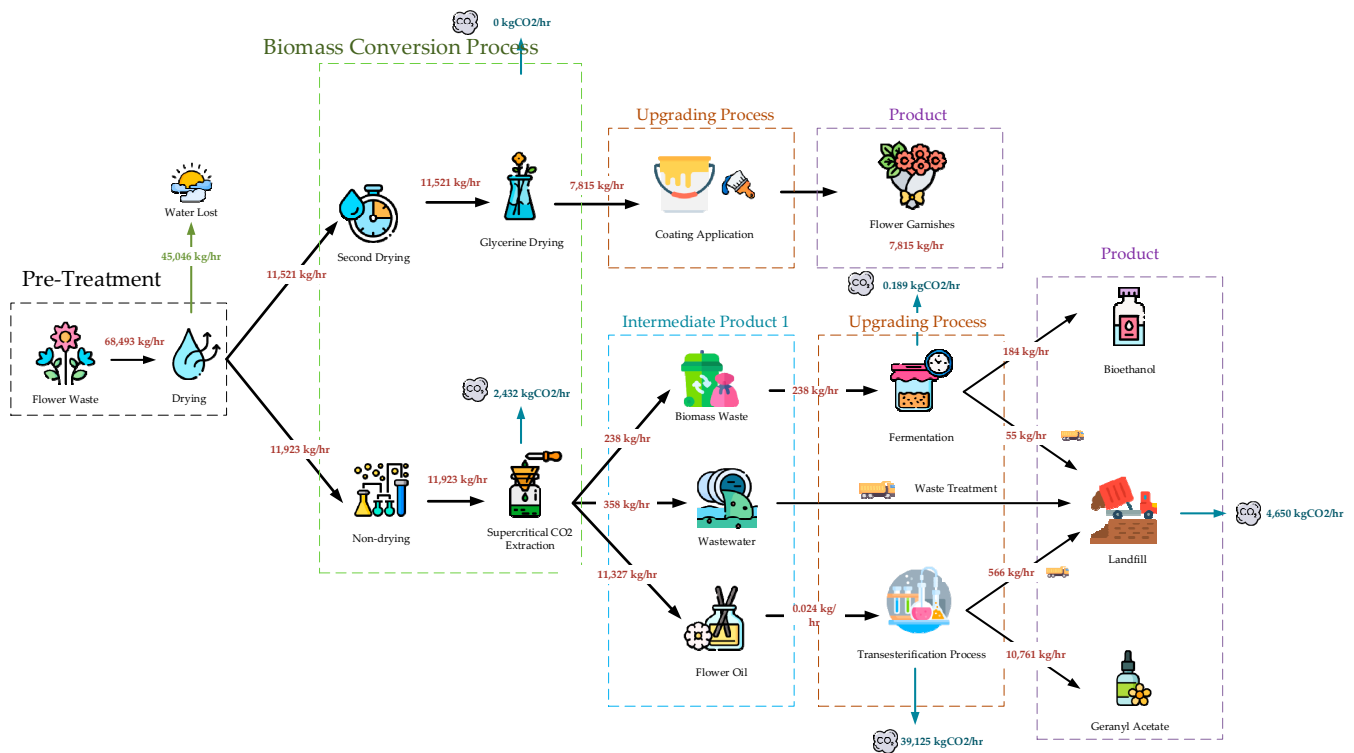 CO2
0 kgCO2/hr
Biomass Conversion Process
Upgrading Process
Product
11,521 kg/hr
7,815 kg/hr
Water Lost
Second Drying
Glycerine Drying
Coating Application
Flower Garnishes
7,815 kg/hr
45,046 kg/hr
11,521 kg/hr
Pre-Treatment
Product
CO2
0.189 kgCO2/hr
68,493 kg/hr
Flower Waste
Drying
Intermediate Product 1
Upgrading Process
184 kg/hr
Bioethanol
CO2
2,432 kgCO2/hr
Biomass Waste
238 kg/hr
Fermentation
238 kg/hr
55 kg/hr
11,923 kg/hr
11,923 kg/hr
Non-drying
Supercritical CO2
Extraction
358 kg/hr
Wastewater
Waste Treatment
Landfill
CO2
4,650 kgCO2/hr
11,327 kg/hr
566 kg/hr
0.024 kg/
hr
Flower Oil
Transesterification Process
10,761 kg/hr
Geranyl Acetate
CO2
39,125 kgCO2/hr